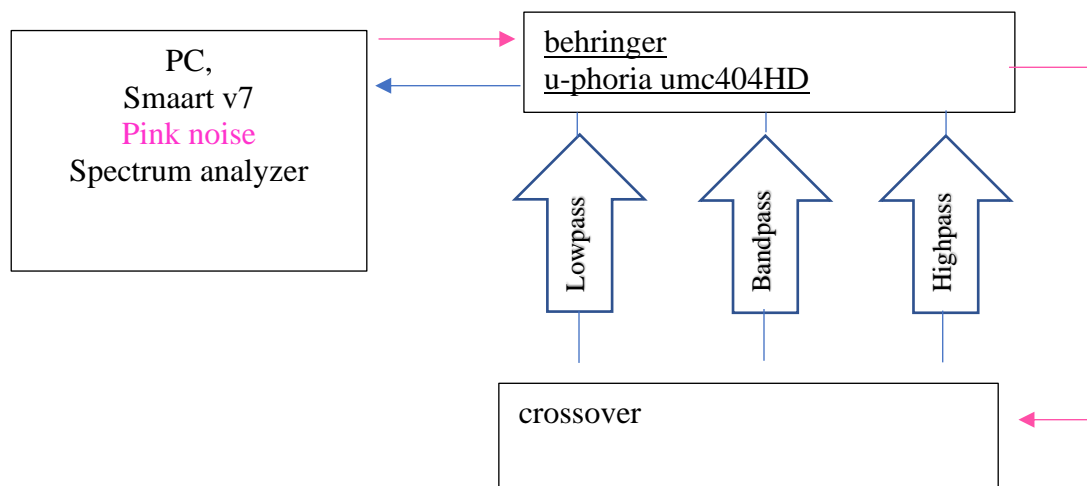 PC,
Smaart v7
Pink noise
Spectrum analyzer
behringer
u-phoria umc404HD
Lowpass
Bandpass
Highpass
crossover